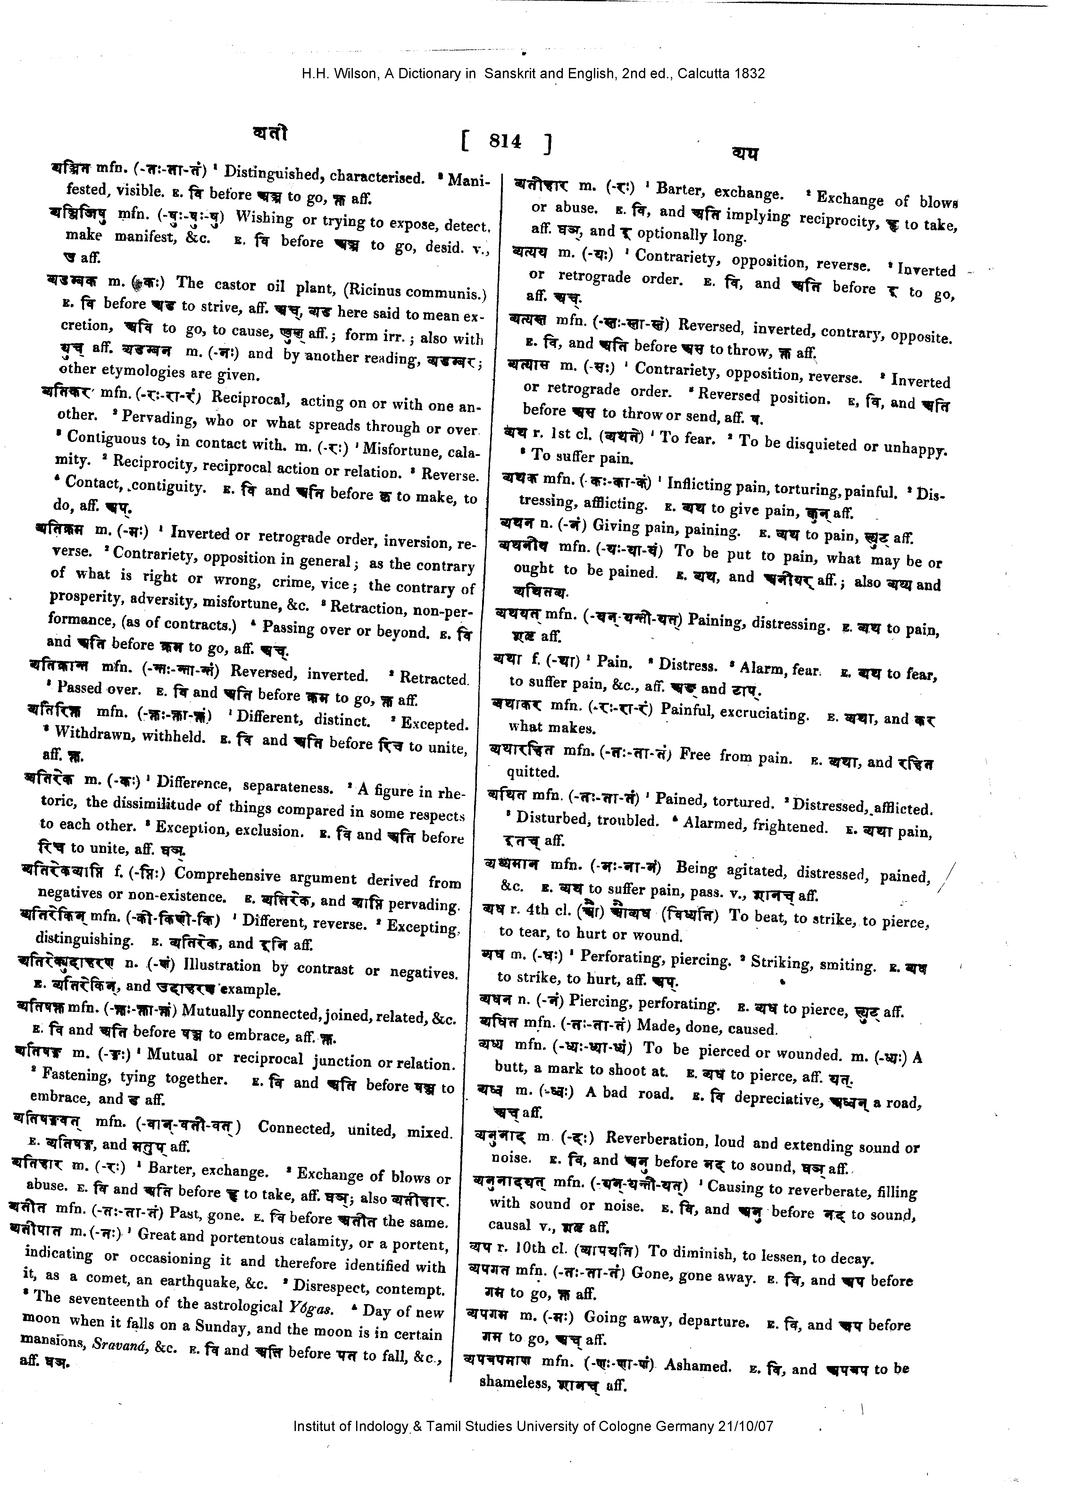 H.H. Wilson, A Dictionary in Sanskrit and English, 2nd ed., Calcutta 1832
व्यती
[ 814 ]
व्यप
व्यञ्जित mfn. (-तः-ता-तं) ¹ Distinguished, characterised. ² Mani-
fested, visible. E. वि before अञ्ज to go, क्त aff.
व्यञ्जिजिषु mfn. (-षुः-षुः-षु) Wishing or trying to expose, detect,
make manifest, &c. E. वि before अञ्ज to go, desid. v.,
उ aff.
व्यडम्बक m. (-कः) The castor oil plant, (Ricinus communis.)
E. वि before अड to strive, aff. अच्, व्यड here said to mean ex-
cretion, अवि to go, to cause, ण्वुल् aff.; form irr.; also with
युच् aff. व्यडम्बन m. (-नः) and by another reading, व्यडम्बर;
other etymologies are given.
व्यतिकर mfn. (-रः-रा-रं) Reciprocal, acting on or with one an-
other. ² Pervading, who or what spreads through or over.
³ Contiguous to, in contact with. m. (-रः) ¹ Misfortune, cala-
mity. ² Reciprocity, reciprocal action or relation. ³ Reverse.
⁴ Contact, contiguity. E. वि and अति before कृ to make, to
do, aff. अप्.
व्यतिक्रम m. (-मः) ¹ Inverted or retrograde order, inversion, re-
verse. ² Contrariety, opposition in general; as the contrary
of what is right or wrong, crime, vice; the contrary of
prosperity, adversity, misfortune, &c. ³ Retraction, non-per-
formance, (as of contracts.) ⁴ Passing over or beyond. E. वि
and अति before क्रम to go, aff. अच्.
व्यतिक्रान्त mfn. (-न्तः-न्ता-न्तं) Reversed, inverted. ² Retracted.
³ Passed over. E. वि and अति before क्रम to go, क्त aff.
व्यतिरिक्त mfn. (-क्तः-क्ता-क्तं) ¹ Different, distinct. ² Excepted.
³ Withdrawn, withheld. E. वि and अति before रिच to unite,
aff. क्त.
व्यतिरेक m. (-कः) ¹ Difference, separateness. ² A figure in rhe-
toric, the dissimilitude of things compared in some respects
to each other. ³ Exception, exclusion. E. वि and अति before
रिच to unite, aff. घञ्.
व्यतिरेकव्याप्ति f. (-प्तिः) Comprehensive argument derived from
negatives or non-existence. E. व्यतिरेक, and व्याप्ति pervading.
व्यतिरेकिन् mfn. (-की-किणी-कि) ¹ Different, reverse. ² Excepting,
distinguishing. E. व्यतिरेक, and इनि aff.
व्यतिरेक्युदाहरण n. (-णं) Illustration by contrast or negatives.
E. व्यतिरेकिन्, and उदाहरण example.
व्यतिषक्त mfn. (-क्तः-क्ता-क्तं) Mutually connected, joined, related, &c.
E. वि and अति before षञ्ज to embrace, aff. क्त.
व्यतिषङ्ग m. (-ङ्गः) ¹ Mutual or reciprocal junction or relation.
² Fastening, tying together. E. वि and अति before षञ्ज to
embrace, and ड aff.
व्यतिषङ्गवत् mfn. (-वान्-वती-वत्) Connected, united, mixed.
E. व्यतिषङ्ग, and मतुप् aff.
व्यतिहार m. (-रः) ¹ Barter, exchange. ² Exchange of blows or
abuse. E. वि and अति before हृ to take, aff. घञ्; also व्यतीहार.
व्यतीत mfn. (-तः-ता-तं) Past, gone. E. वि before अतीत the same.
व्यतीपात m. (-तः) ¹ Great and portentous calamity, or a portent,
indicating or occasioning it and therefore identified with
it, as a comet, an earthquake, &c. ² Disrespect, contempt.
³ The seventeenth of the astrological Yógas. ⁴ Day of new
moon when it falls on a Sunday, and the moon is in certain
mansions, Sravaná, &c. E. वि and अति before पत to fall, &c.,
aff. घञ्.
व्यतीहार m. (-रः) ¹ Barter, exchange. ² Exchange of blows
or abuse. E. वि, and अति implying reciprocity, हृ to take,
aff. घञ्, and इ optionally long.
व्यत्यय m. (-यः) ¹ Contrariety, opposition, reverse. ² Inverted
or retrograde order. E. वि, and अति before इ to go,
aff. अच्.
व्यत्यस्त mfn. (-स्तः-स्ता-स्तं) Reversed, inverted, contrary, opposite.
E. वि, and अति before अस to throw, क्त aff.
व्यत्यास m. (-सः) ¹ Contrariety, opposition, reverse. ² Inverted
or retrograde order. ³ Reversed position. E. वि, and अति
before अस to throw or send, aff. घ.
व्यथ r. 1st cl. (व्यथते) ¹ To fear. ² To be disquieted or unhappy.
³ To suffer pain.
व्यथक mfn. (-कः-का-कं) ¹ Inflicting pain, torturing, painful. ² Dis-
tressing, afflicting. E. व्यथ to give pain, क्वुन् aff.
व्यथन n. (-नं) Giving pain, paining. E. व्यथ to pain, ल्युट् aff.
व्यथनीय mfn. (-यः-या-यं) To be put to pain, what may be or
ought to be pained. E. व्यथ, and अनीयर् aff.; also व्यथ्य and
व्यथितव्य.
व्यथयत् mfn. (-यन्-यन्ती-यत्) Paining, distressing. E. व्यथ to pain,
शतृ aff.
व्यथा f. (-था) ¹ Pain. ² Distress. ³ Alarm, fear. E. व्यथ to fear,
to suffer pain, &c., aff. अङ् and टाप्.
व्यथाकर mfn. (-रः-रा-रं) Painful, excruciating. E. व्यथा, and कर
what makes.
व्यथारहित mfn. (-तः-ता-तं) Free from pain. E. व्यथा, and रहित
quitted.
व्यथित mfn. (-तः-ता-तं) ¹ Pained, tortured. ² Distressed, afflicted.
³ Disturbed, troubled. ⁴ Alarmed, frightened. E. व्यथा pain,
इतच् aff.
व्यथ्यमान mfn. (-नः-ना-नं) Being agitated, distressed, pained,
&c. E. व्यथ to suffer pain, pass. v., शानच् aff.
व्यध r. 4th cl. (औ) औव्यध (विध्यति) To beat, to strike, to pierce,
to tear, to hurt or wound.
व्यध m. (-धः) ¹ Perforating, piercing. ² Striking, smiting. E. व्यध
to strike, to hurt, aff. अप्.
व्यधन n. (-नं) Piercing, perforating. E. व्यध to pierce, ल्युट् aff.
व्यधित mfn. (-तः-ता-तं) Made, done, caused.
व्यध्य mfn. (-ध्यः-ध्या-ध्यं) To be pierced or wounded. m. (-ध्यः) A
butt, a mark to shoot at. E. व्यध to pierce, aff. यत्.
व्यध्व m. (-ध्वः) A bad road. E. वि depreciative, अध्वन् a road,
अच् aff.
व्यनुनाद m. (-दः) Reverberation, loud and extending sound or
noise. E. वि, and अनु before नद् to sound, घञ् aff.
व्यनुनादयत् mfn. (-यन्-यन्ती-यत्) ¹ Causing to reverberate, filling
with sound or noise. E. वि, and अनु before नद् to sound,
causal v., शतृ aff.
व्यप r. 10th cl. (व्यापयति) To diminish, to lessen, to decay.
व्यपगत mfn. (-तः-ता-तं) Gone, gone away. E. वि, and अप before
गम to go, क्त aff.
व्यपगम m. (-मः) Going away, departure. E. वि, and अप before
गम to go, अच् aff.
व्यपत्रपमाण mfn. (-णः-णा-णं) Ashamed. E. वि, and अपत्रप to be
shameless, शानच् aff.
Institut of Indology & Tamil Studies University of Cologne Germany 21/10/07